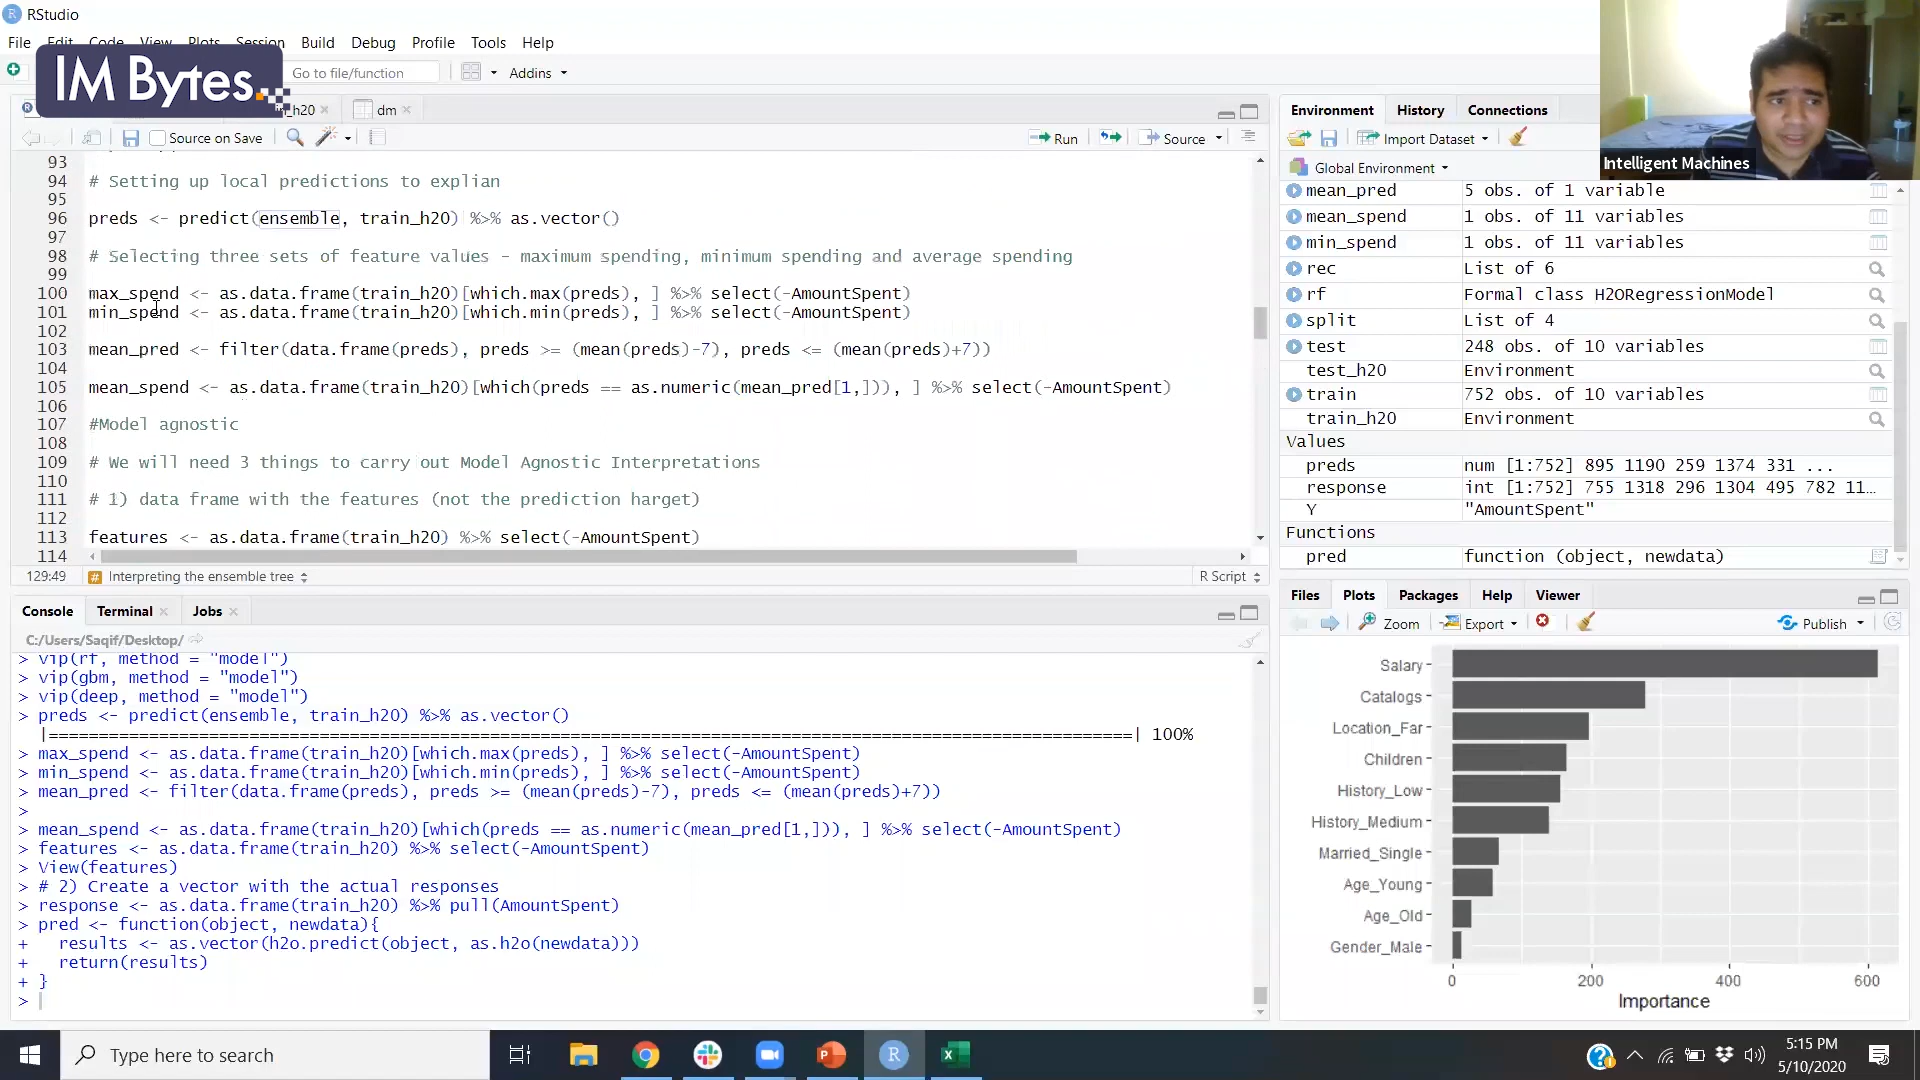 RStudio
File Edit Code View Plots Session Build Debug Profile Tools Help
IM Bytes.
Go to file/function
Addins
_h20
dm
Source on Save
Run
Source
93
94 # Setting up local predictions to explian
95
96 preds <- predict(ensemble, train_h20) %>% as.vector()
97
98 # Selecting three sets of feature values - maximum spending, minimum spending and average spending
99
100 max_spend <- as.data.frame(train_h20)[which.max(preds), ] %>% select(-AmountSpent)
101 min_spend <- as.data.frame(train_h20)[which.min(preds), ] %>% select(-AmountSpent)
102
103 mean_pred <- filter(data.frame(preds), preds >= (mean(preds)-7), preds <= (mean(preds)+7))
104
105 mean_spend <- as.data.frame(train_h20)[which(preds == as.numeric(mean_pred[1,])), ] %>% select(-AmountSpent)
106
107 #Model agnostic
108
109 # We will need 3 things to carry out Model Agnostic Interpretations
110
111 # 1) data frame with the features (not the prediction harget)
112
113 features <- as.data.frame(train_h20) %>% select(-AmountSpent)
114
129:49 # Interpreting the ensemble tree
R Script
Console Terminal Jobs
C:/Users/Saqif/Desktop/
> vip(rf, method = "model")
> vip(gbm, method = "model")
> vip(deep, method = "model")
> preds <- predict(ensemble, train_h20) %>% as.vector()
|=============================================================================================================| 100%
> max_spend <- as.data.frame(train_h20)[which.max(preds), ] %>% select(-AmountSpent)
> min_spend <- as.data.frame(train_h20)[which.min(preds), ] %>% select(-AmountSpent)
> mean_pred <- filter(data.frame(preds), preds >= (mean(preds)-7), preds <= (mean(preds)+7))
>
> mean_spend <- as.data.frame(train_h20)[which(preds == as.numeric(mean_pred[1,])), ] %>% select(-AmountSpent)
> features <- as.data.frame(train_h20) %>% select(-AmountSpent)
> View(features)
> # 2) Create a vector with the actual responses
> response <- as.data.frame(train_h20) %>% pull(AmountSpent)
> pred <- function(object, newdata){
+   results <- as.vector(h2o.predict(object, as.h2o(newdata)))
+   return(results)
+ }
>
Environment History Connections
Import Dataset
Global Environment
Intelligent Machines
mean_pred 5 obs. of 1 variable
mean_spend 1 obs. of 11 variables
min_spend 1 obs. of 11 variables
rec List of 6
rf Formal class H2ORegressionModel
split List of 4
test 248 obs. of 10 variables
test_h20 Environment
train 752 obs. of 10 variables
train_h20 Environment
Values
preds num [1:752] 895 1190 259 1374 331 ...
response int [1:752] 755 1318 296 1304 495 782 11...
Y "AmountSpent"
Functions
pred function (object, newdata)
Files Plots Packages Help Viewer
Zoom Export Publish
Salary
Catalogs
Location_Far
Children
History_Low
History_Medium
Married_Single
Age_Young
Age_Old
Gender_Male
0 200 400 600
Importance
Type here to search
5:15 PM
5/10/2020